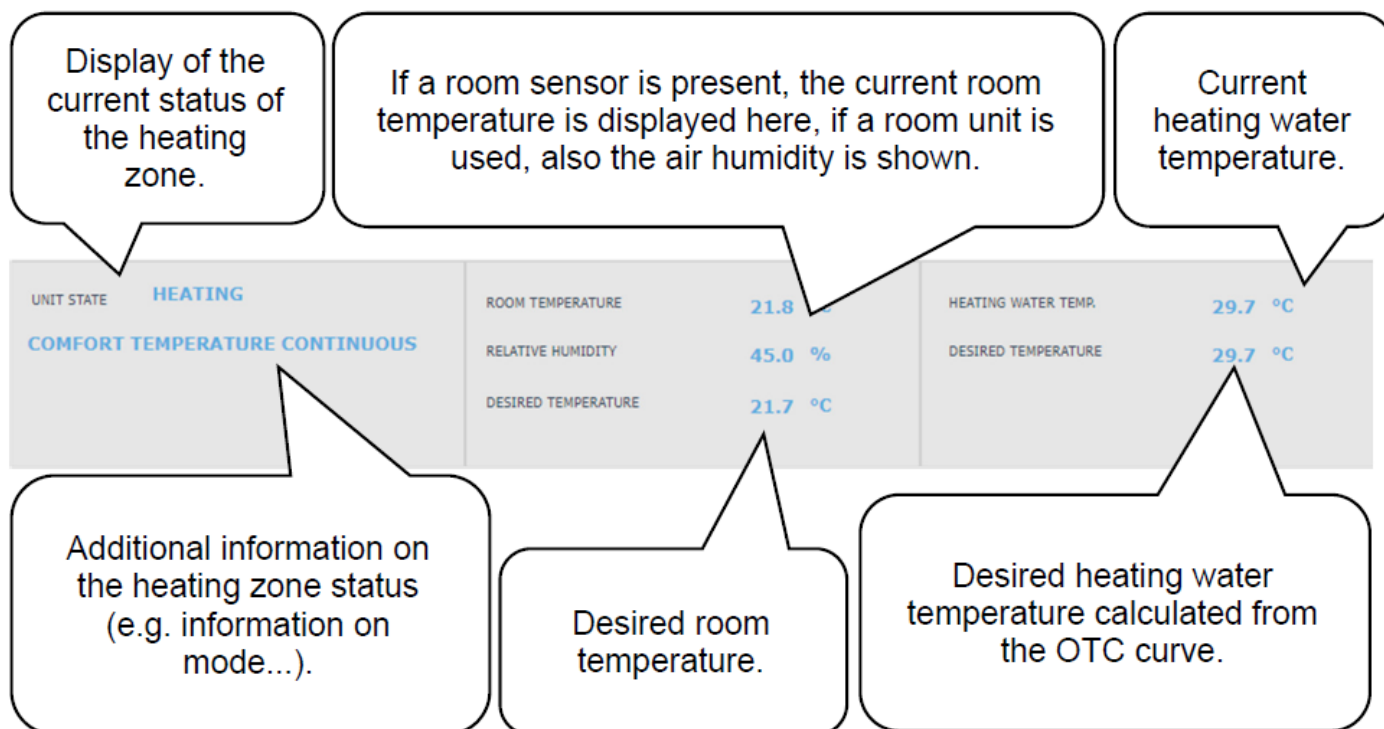 Display of the
current status of
the heating
zone.
If a room sensor is present, the current room
temperature is displayed here, if a room unit is
used, also the air humidity is shown.
Current
heating water
temperature.
UNIT STATE HEATING
COMFORT TEMPERATURE CONTINUOUS
ROOM TEMPERATURE 21.8
RELATIVE HUMIDITY 45.0 %
DESIRED TEMPERATURE 21.7 °C
HEATING WATER TEMP. 29.7 °C
DESIRED TEMPERATURE 29.7 °C
Additional information on
the heating zone status
(e.g. information on
mode...).
Desired room
temperature.
Desired heating water
temperature calculated from
the OTC curve.